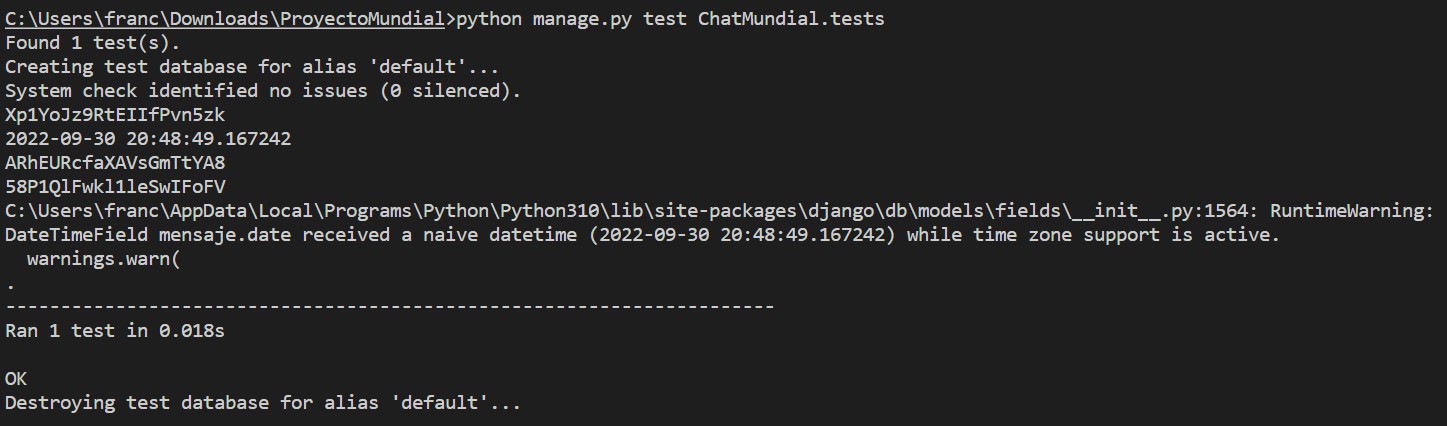 C:\Users\franc\Downloads\ProyectoMundial>python manage.py test ChatMundial.tests
Found 1 test(s).
Creating test database for alias 'default'...
System check identified no issues (0 silenced).
Xp1YoJz9RtEIIfPvn5zk
2022-09-30 20:48:49.167242
ARhEURcfaXAVsGmTtYA8
58P1QlFwkl1leSwIFoFV
C:\Users\franc\AppData\Local\Programs\Python\Python310\lib\site-packages\django\db\models\fields\__init__.py:1564: RuntimeWarning:
DateTimeField mensaje.date received a naive datetime (2022-09-30 20:48:49.167242) while time zone support is active.
  warnings.warn(
.
----------------------------------------------------------------------
Ran 1 test in 0.018s

OK
Destroying test database for alias 'default'...